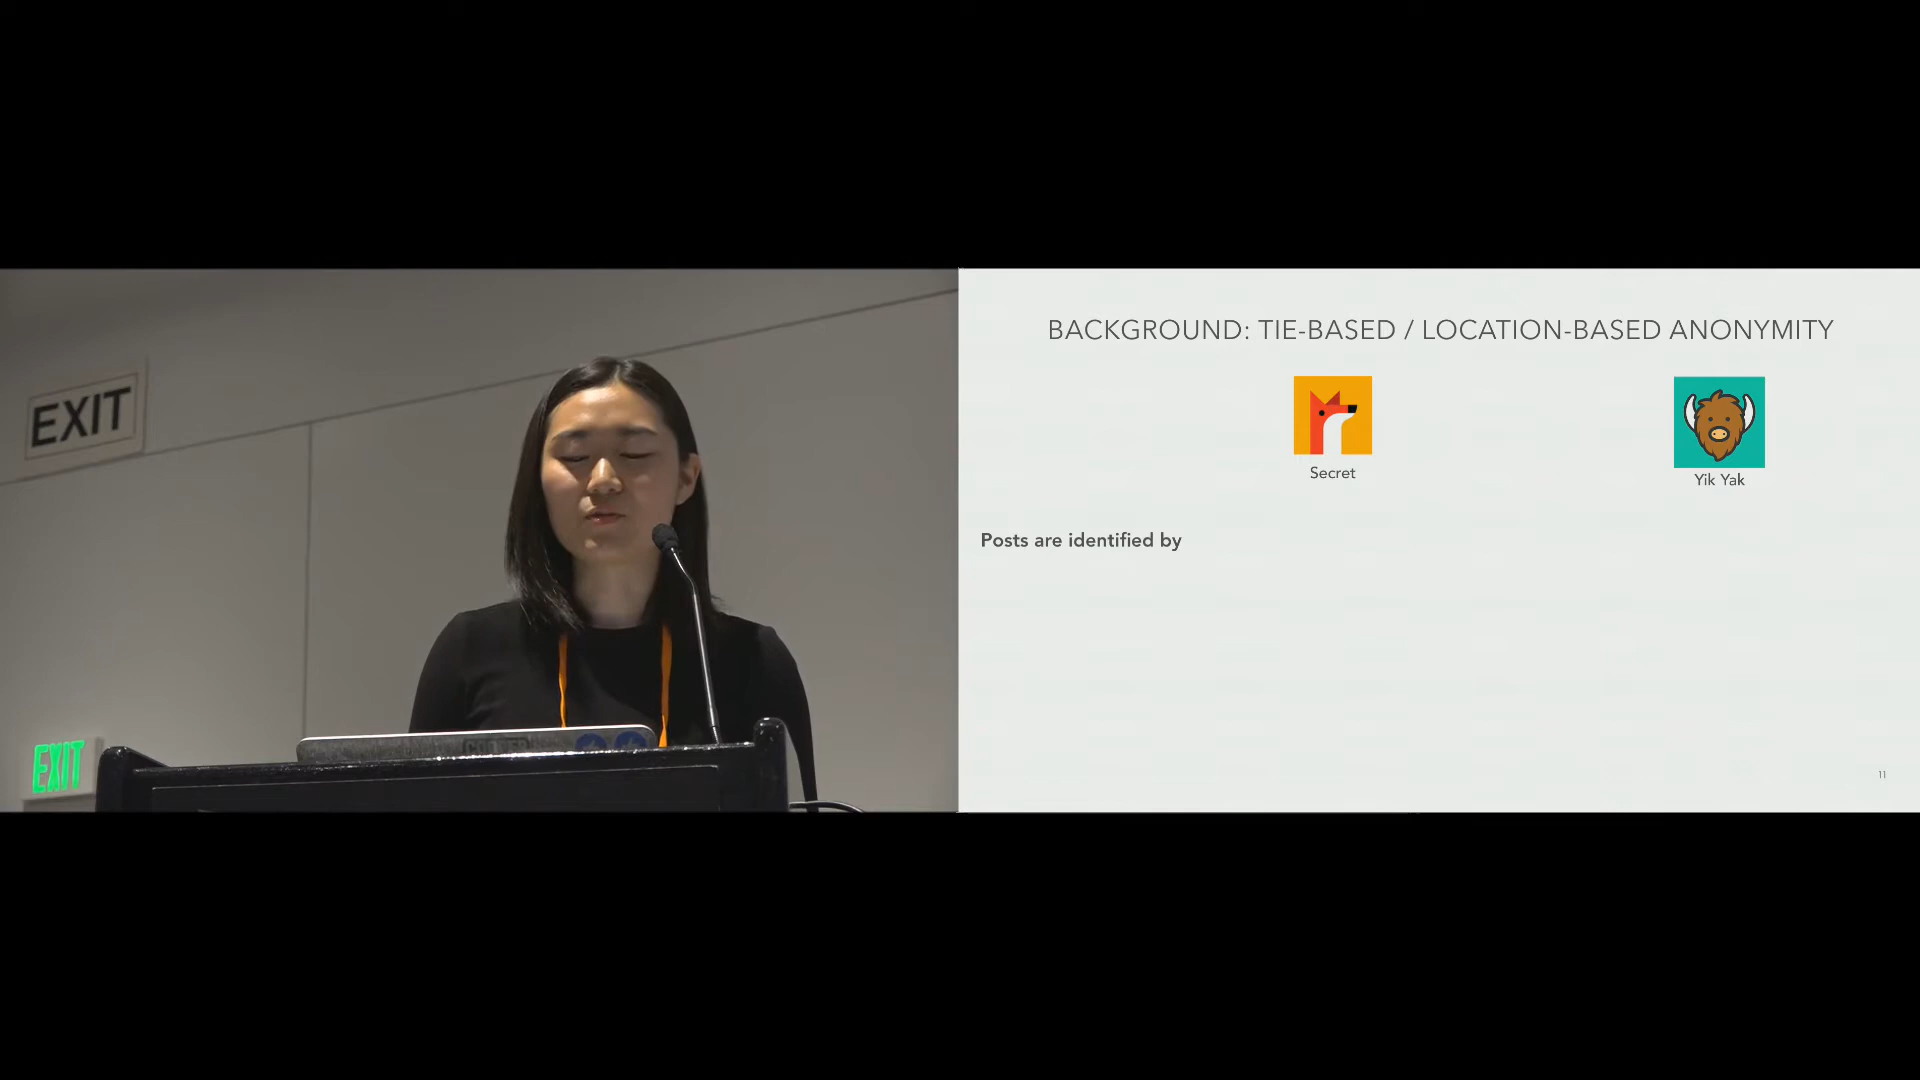 EXIT
EXIT
BACKGROUND: TIE-BASED / LOCATION-BASED ANONYMITY
Secret
Yik Yak
Posts are identified by
11